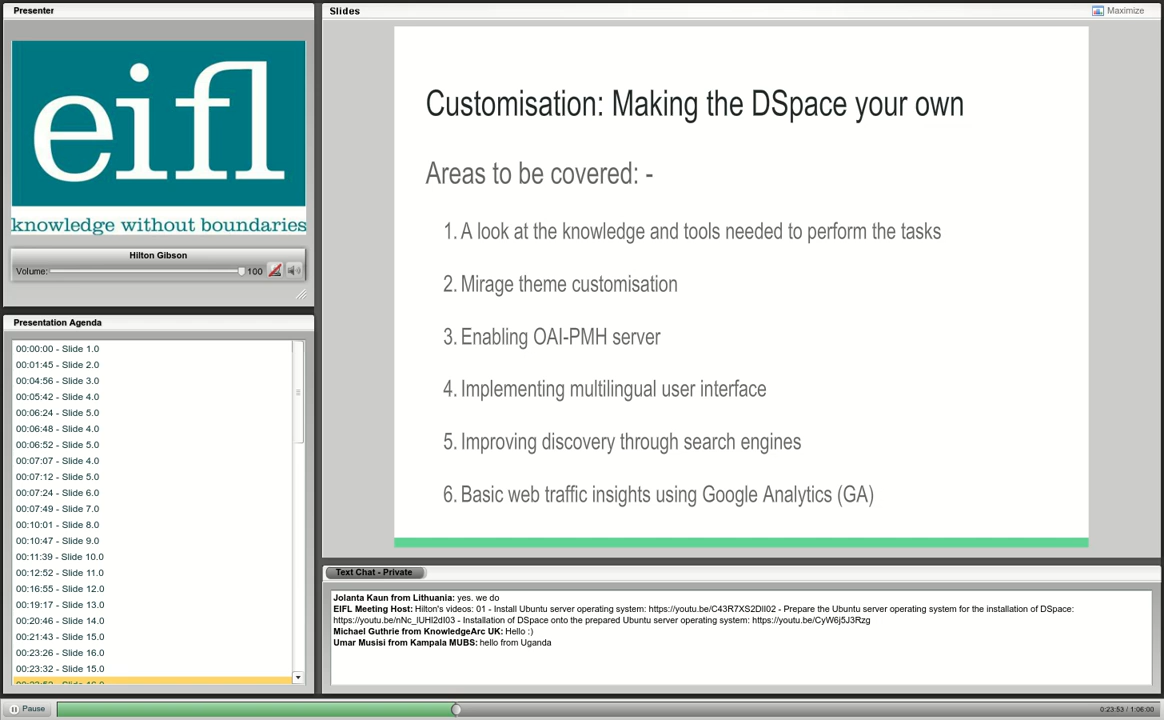 Presenter
eifl
knowledge without boundaries
Hilton Gibson
Volume:
100
Presentation Agenda
00:00:00 - Slide 1.0
00:01:45 - Slide 2.0
00:04:56 - Slide 3.0
00:05:42 - Slide 4.0
00:06:24 - Slide 5.0
00:06:48 - Slide 4.0
00:06:52 - Slide 5.0
00:07:07 - Slide 4.0
00:07:12 - Slide 5.0
00:07:24 - Slide 6.0
00:07:49 - Slide 7.0
00:10:01 - Slide 8.0
00:10:47 - Slide 9.0
00:11:39 - Slide 10.0
00:12:52 - Slide 11.0
00:16:55 - Slide 12.0
00:19:17 - Slide 13.0
00:20:46 - Slide 14.0
00:21:43 - Slide 15.0
00:23:26 - Slide 16.0
00:23:32 - Slide 15.0
00:23:53 - Slide 16.0
Slides
Maximize
Customisation: Making the DSpace your own
Areas to be covered: -
1. A look at the knowledge and tools needed to perform the tasks
2. Mirage theme customisation
3. Enabling OAI-PMH server
4. Implementing multilingual user interface
5. Improving discovery through search engines
6. Basic web traffic insights using Google Analytics (GA)
Text Chat - Private
Jolanta Kaun from Lithuania: yes. we do
EIFL Meeting Host: Hilton's videos: 01 - Install Ubuntu server operating system: https://youtu.be/C43R7XS2DlI02 - Prepare the Ubuntu server operating system for the installation of DSpace:
https://youtu.be/nNc_lUHI2dI03 - Installation of DSpace onto the prepared Ubuntu server operating system: https://youtu.be/CyW6j5J3Rzg
Michael Guthrie from KnowledgeArc UK: Hello :)
Umar Musisi from Kampala MUBS: hello from Uganda
Pause
0:23:53 / 1:06:00